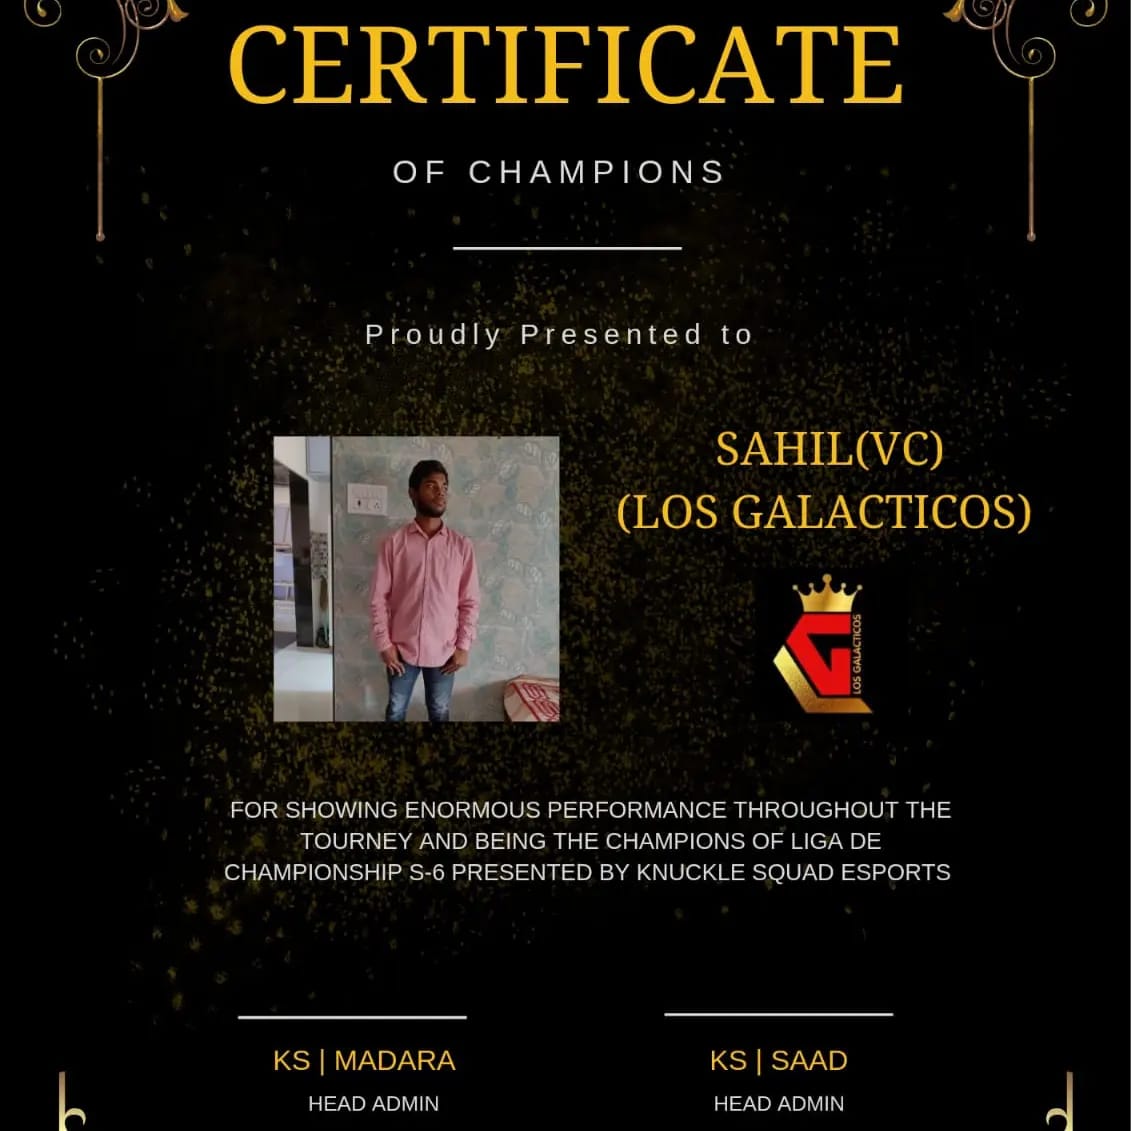 CERTIFICATE
OF CHAMPIONS
Proudly Presented to
SAHIL(VC)
(LOS GALACTICOS)
LOS GALACTICOS
FOR SHOWING ENORMOUS PERFORMANCE THROUGHOUT THE
TOURNEY AND BEING THE CHAMPIONS OF LIGA DE
CHAMPIONSHIP S-6 PRESENTED BY KNUCKLE SQUAD ESPORTS
KS | MADARA
KS | SAAD
HEAD ADMIN
HEAD ADMIN